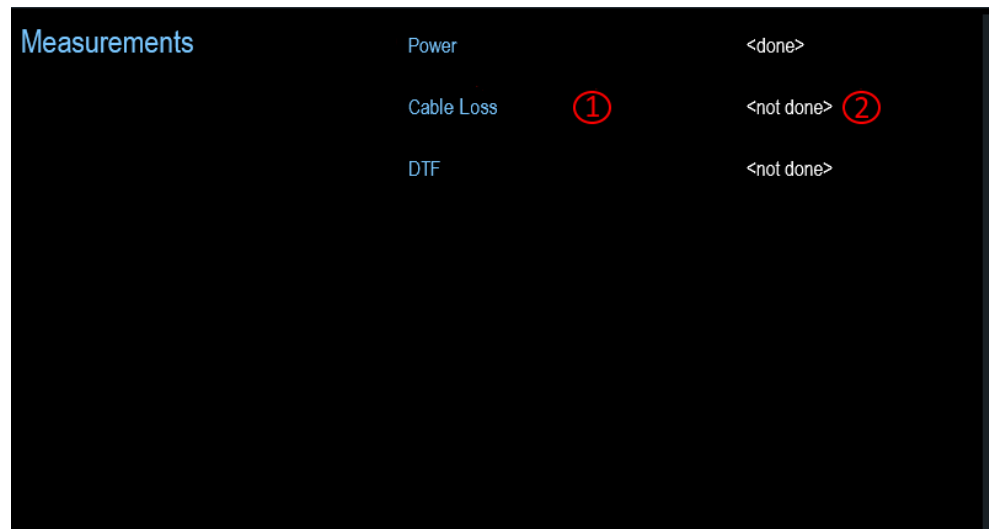 Measurements Power <done>
Cable Loss ① <not done> ②
DTF <not done>